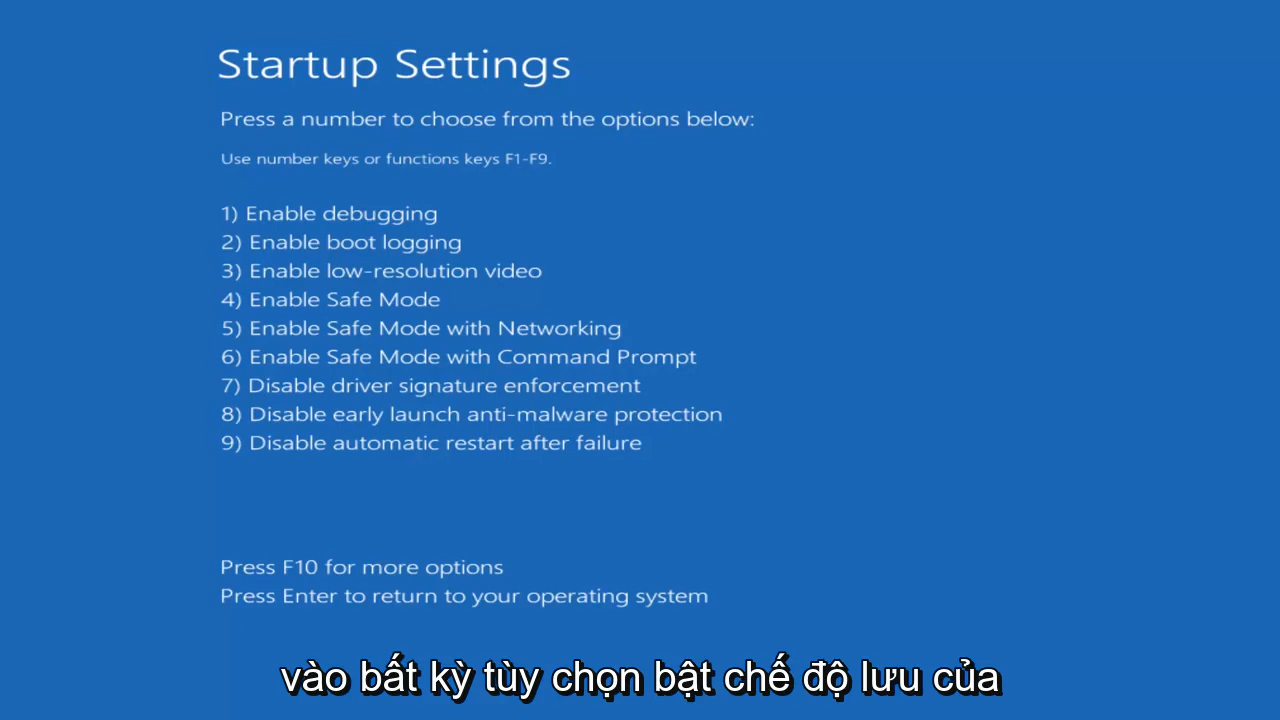 Startup Settings
Press a number to choose from the options below:
Use number keys or functions keys F1-F9.
1) Enable debugging
2) Enable boot logging
3) Enable low-resolution video
4) Enable Safe Mode
5) Enable Safe Mode with Networking
6) Enable Safe Mode with Command Prompt
7) Disable driver signature enforcement
8) Disable early launch anti-malware protection
9) Disable automatic restart after failure
Press F10 for more options
Press Enter to return to your operating system
vào bất kỳ tùy chọn bật chế độ lưu của